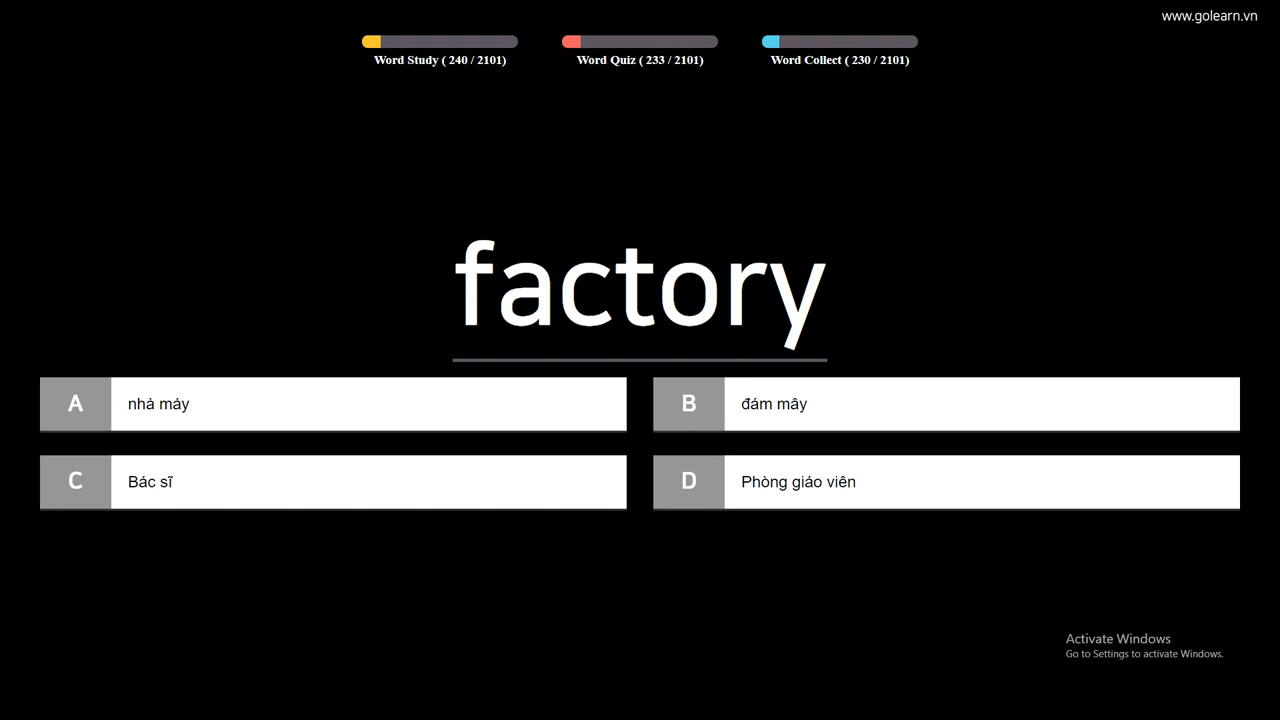 www.golearn.vn
Word Study ( 240 / 2101)
Word Quiz ( 233 / 2101)
Word Collect ( 230 / 2101)
factory
A nhà máy
B đám mây
C Bác sĩ
D Phòng giáo viên
Activate Windows
Go to Settings to activate Windows.